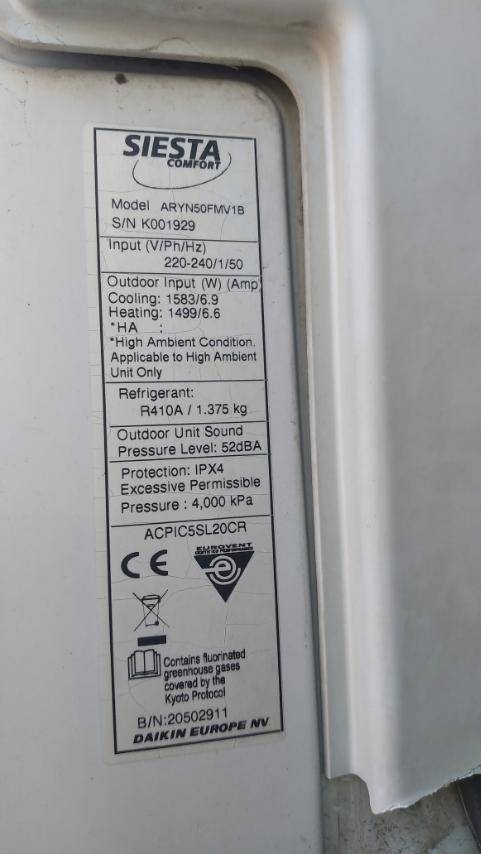 SIESTA
COMFORT
Model ARYN50FMV1B
S/N K001929
Input (V/Ph/Hz)
220-240/1/50
Outdoor Input (W) (Amp)
Cooling: 1583/6.9
Heating: 1499/6.6
*HA :
*High Ambient Condition.
Applicable to High Ambient
Unit Only
Refrigerant:
R410A / 1.375 kg
Outdoor Unit Sound
Pressure Level: 52dBA
Protection: IPX4
Excessive Permissible
Pressure : 4,000 kPa
ACPIC5SL20CR
CE
EUROVENT
CERTIFIED PERFORMANCE
Contains fluorinated
greenhouse gases
covered by the
Kyoto Protocol
B/N:20502911
DAIKIN EUROPE NV